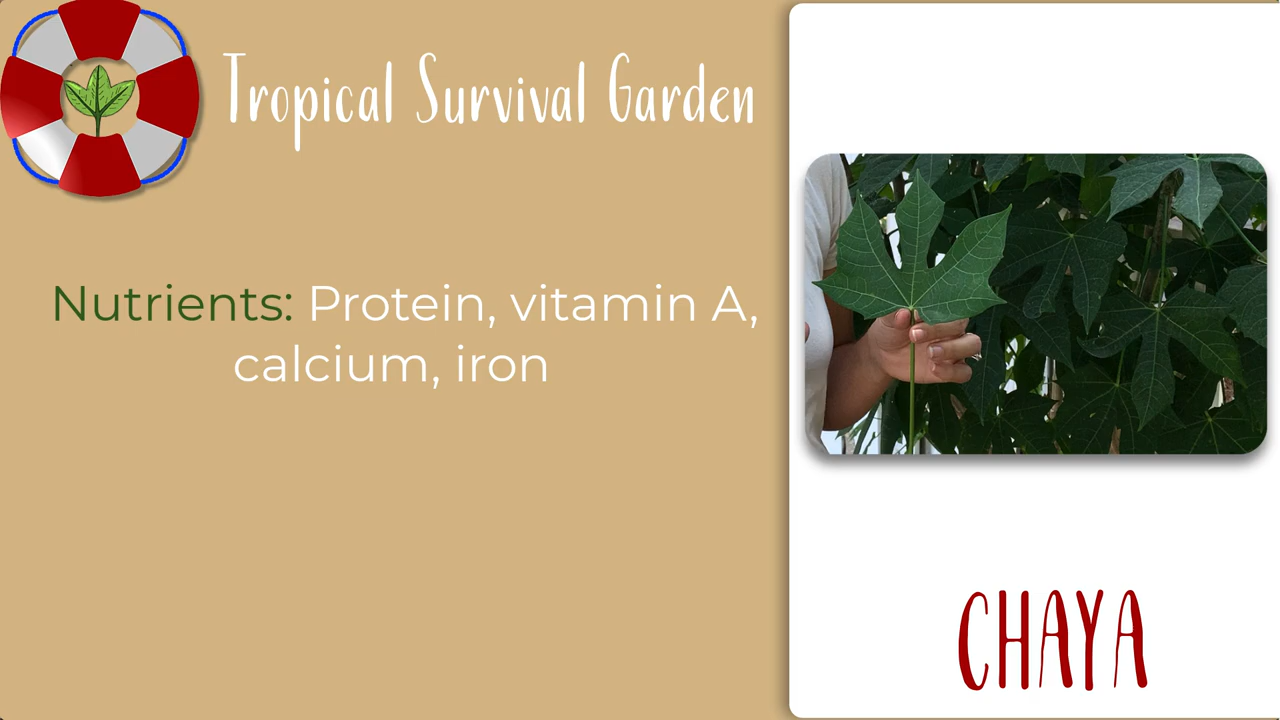 Tropical Survival Garden
Nutrients: Protein, vitamin A,
calcium, iron
CHAYA